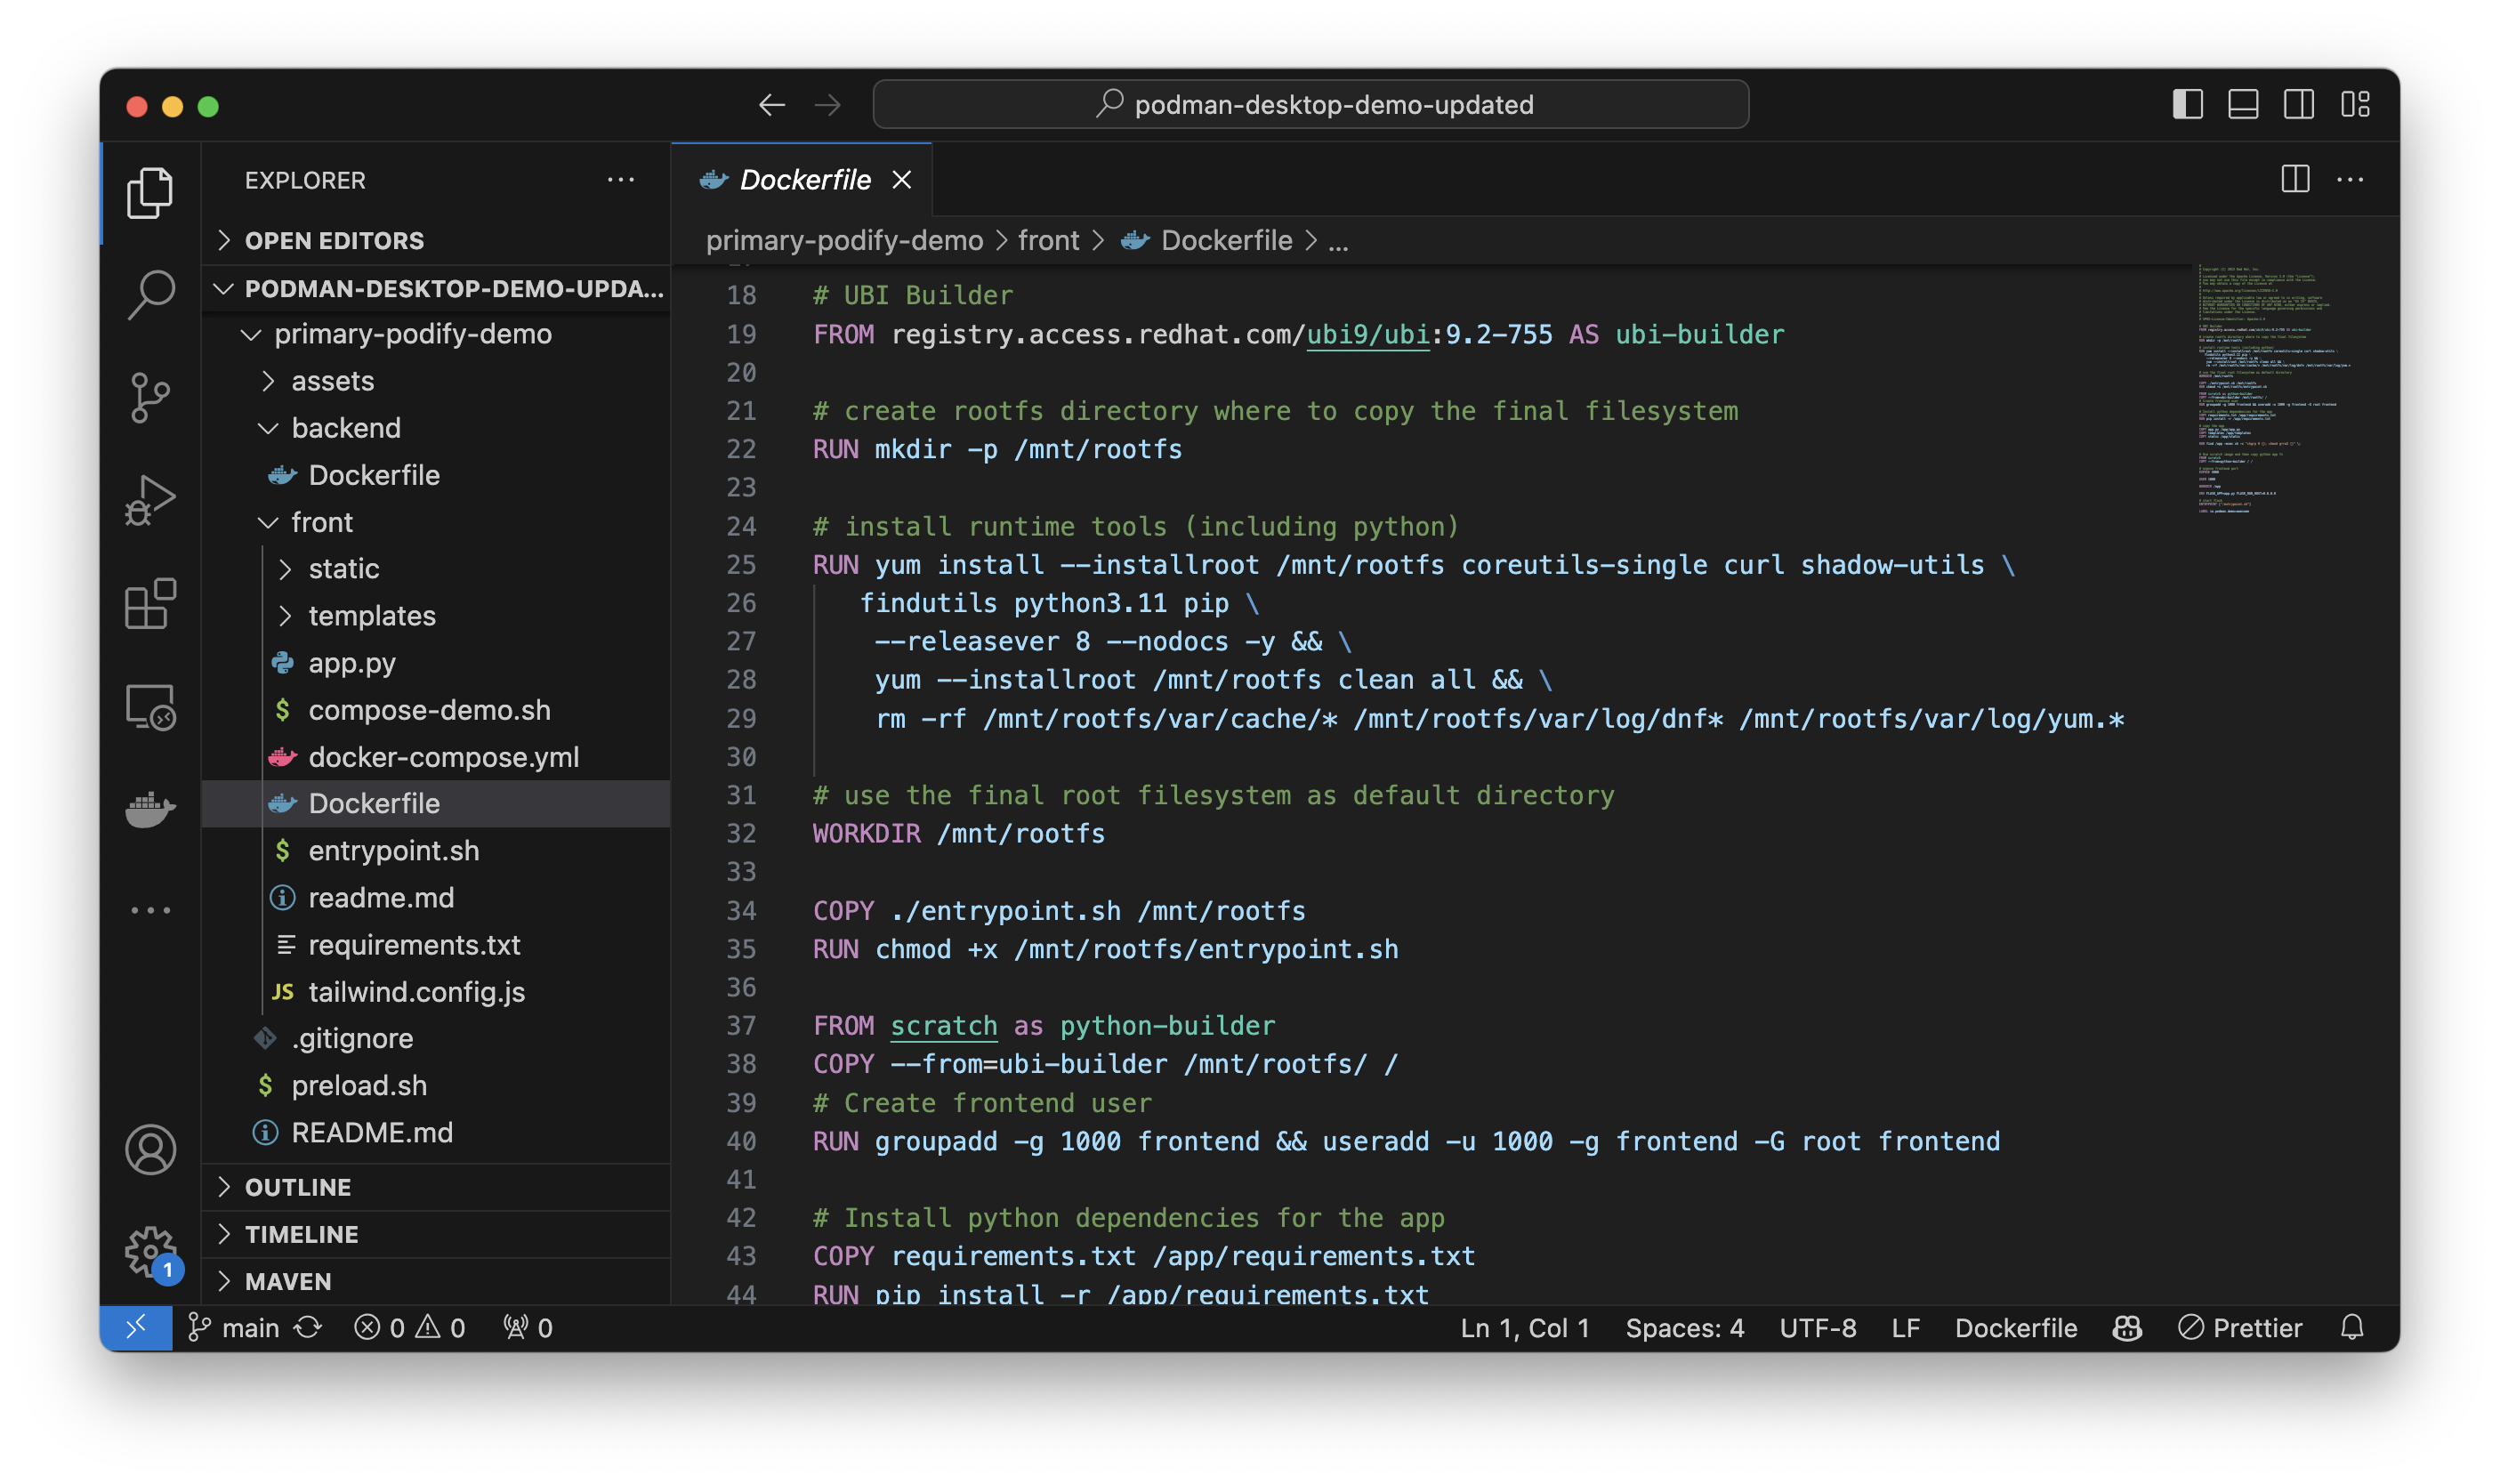 podman-desktop-demo-updated
EXPLORER
OPEN EDITORS
PODMAN-DESKTOP-DEMO-UPDA...
primary-podify-demo
assets
backend
Dockerfile
front
static
templates
app.py
$ compose-demo.sh
docker-compose.yml
Dockerfile
$ entrypoint.sh
readme.md
requirements.txt
JS tailwind.config.js
.gitignore
$ preload.sh
README.md
OUTLINE
TIMELINE
MAVEN
1
Dockerfile
primary-podify-demo > front > Dockerfile > ...
18 # UBI Builder
19 FROM registry.access.redhat.com/ubi9/ubi:9.2-755 AS ubi-builder
20
21 # create rootfs directory where to copy the final filesystem
22 RUN mkdir -p /mnt/rootfs
23
24 # install runtime tools (including python)
25 RUN yum install --installroot /mnt/rootfs coreutils-single curl shadow-utils \
26 findutils python3.11 pip \
27 --releasever 8 --nodocs -y && \
28 yum --installroot /mnt/rootfs clean all && \
29 rm -rf /mnt/rootfs/var/cache/* /mnt/rootfs/var/log/dnf* /mnt/rootfs/var/log/yum.*
30
31 # use the final root filesystem as default directory
32 WORKDIR /mnt/rootfs
33
34 COPY ./entrypoint.sh /mnt/rootfs
35 RUN chmod +x /mnt/rootfs/entrypoint.sh
36
37 FROM scratch as python-builder
38 COPY --from=ubi-builder /mnt/rootfs/ /
39 # Create frontend user
40 RUN groupadd -g 1000 frontend && useradd -u 1000 -g frontend -G root frontend
41
42 # Install python dependencies for the app
43 COPY requirements.txt /app/requirements.txt
44 RUN pip install -r /app/requirements.txt
main 0 0 0 Ln 1, Col 1 Spaces: 4 UTF-8 LF Dockerfile Prettier